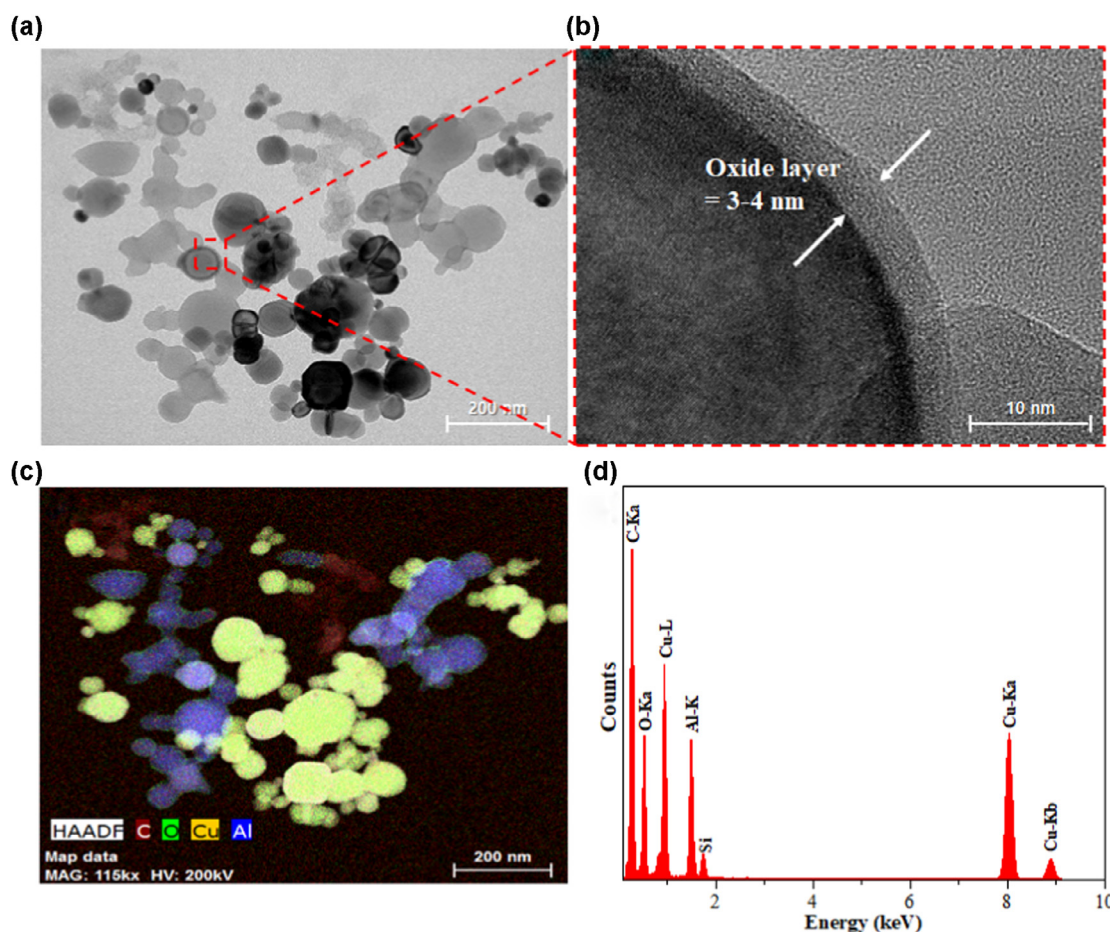 (a)
200 nm
(b)
Oxide layer
= 3-4 nm
10 nm
(c)
HAADF C O Cu Al
Map data
MAG: 115kx HV: 200kV
200 nm
(d)
Counts
C-Ka
O-Ka
Cu-L
Al-K
Si
Cu-Ka
Cu-Kb
2 4 6 8 10
Energy (keV)